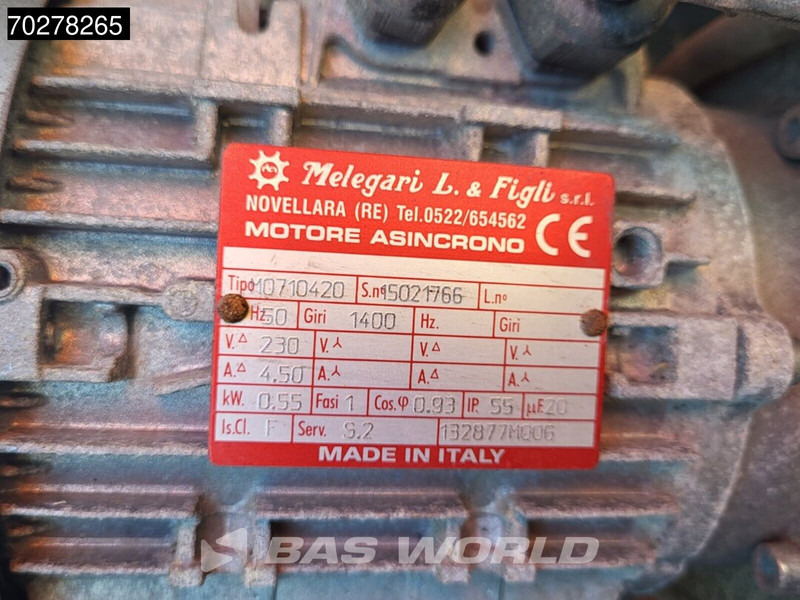 70278265
Melegari L. & Figli s.r.l.
NOVELLARA (RE) Tel.0522/654562
MOTORE ASINCRONO CE
Tipo M0710420 S.nº 15021766 L.nº
Hz. 50 Giri 1400 Hz. Giri
V.△ 230 V.⅄ V.△ V.⅄
A.△ 4.50 A.⅄ A.△ A.⅄
kW. 0.55 Fasi 1 Cos.φ 0.93 IP. 55 µF. 20
Is.Cl. F Serv. S.2 132877M006
MADE IN ITALY
BAS WORLD